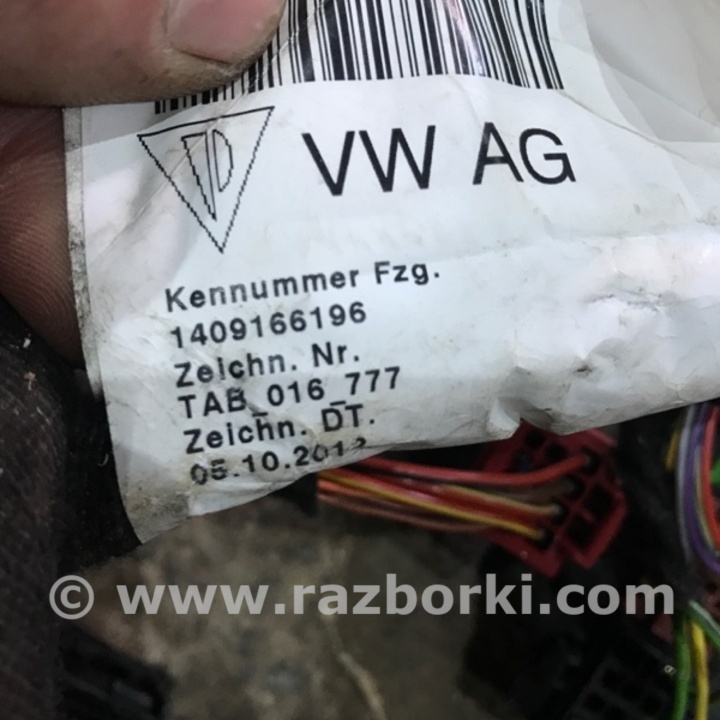 VW AG
Kennummer Fzg.
1409166196
Zeichn. Nr.
TAB_016_777
Zeichn. DT.
© www.razborki.com